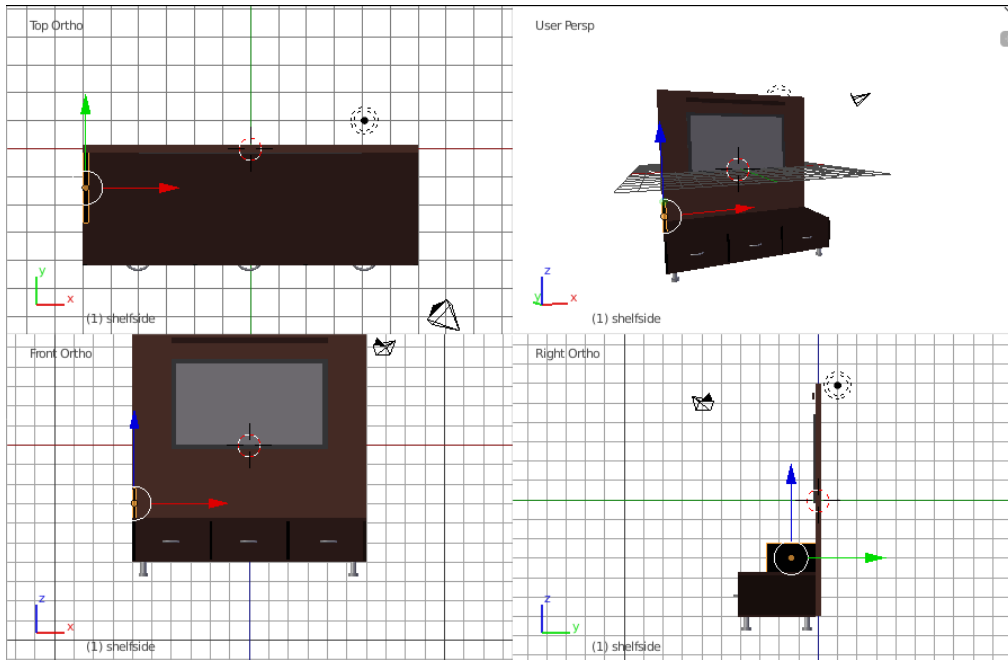 Top Ortho
y
x
(1) shelfside
User Persp
z
y
x
(1) shelfside
Front Ortho
z
x
(1) shelfside
Right Ortho
z
y
(1) shelfside